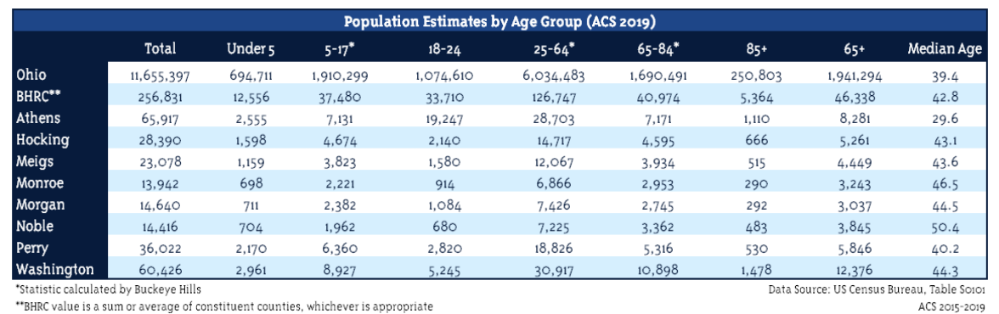 Population Estimates by Age Group (ACS 2019)
Total Under 5 5-17* 18-24 25-64* 65-84* 85+ 65+ Median Age
Ohio 11,655,397 694,711 1,910,299 1,074,610 6,034,483 1,690,491 250,803 1,941,294 39.4
BHRC** 256,831 12,556 37,480 33,710 126,747 40,974 5,364 46,338 42.8
Athens 65,917 2,555 7,131 19,247 28,703 7,171 1,110 8,281 29.6
Hocking 28,390 1,598 4,674 2,140 14,717 4,595 666 5,261 43.1
Meigs 23,078 1,159 3,823 1,580 12,067 3,934 515 4,449 43.6
Monroe 13,942 698 2,221 914 6,866 2,953 290 3,243 46.5
Morgan 14,640 711 2,382 1,084 7,426 2,745 292 3,037 44.5
Noble 14,416 704 1,962 680 7,225 3,362 483 3,845 50.4
Perry 36,022 2,170 6,360 2,820 18,826 5,316 530 5,846 40.2
Washington 60,426 2,961 8,927 5,245 30,917 10,898 1,478 12,376 44.3
*Statistic calculated by Buckeye Hills Data Source: US Census Bureau, Table S0101
**BHRC value is a sum or average of constituent counties, whichever is appropriate ACS 2015-2019